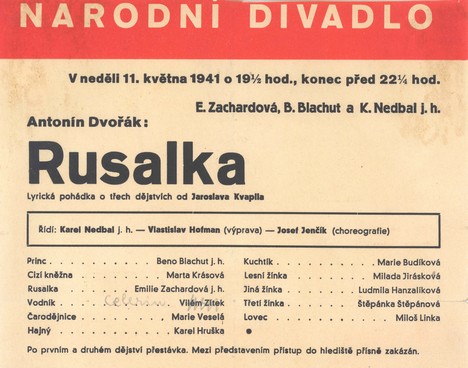 NÁRODNÍ DIVADLO
V neděli 11. května 1941 o 19½ hod., konec před 22¼ hod.
E. Zachardová, B. Blachut a K. Nedbal j. h.
Antonín Dvořák:
Rusalka
Lyrická pohádka o třech dějstvích od Jaroslava Kvapila
Řídí: Karel Nedbal j. h. — Vlastislav Hofman (výprava) — Josef Jenčík (choreografie)
Princ . . . . . . . . . . . Beno Blachut j. h.
Cizí kněžna . . . . . . . . . . . Marta Krásová
Rusalka . . . . . . . . Emilie Zachardová j. h.
Vodník . . . . . . . . . . . Vilém Zítek
Čarodějnice . . . . . . . . . . Marie Veselá
Hajný . . . . . . . . . . . Karel Hruška
Kuchtík . . . . . . . . . . Marie Budíková
Lesní žínka . . . . . . . . Milada Jirásková
Jiná žínka . . . . . . . Ludmila Hanzalíková
Třetí žínka . . . . . . . Štěpánka Štěpánová
Lovec . . . . . . . . . . . Miloš Linka
Po prvním a druhém dějství přestávka. Mezi představením přístup do hlediště přísně zakázán.